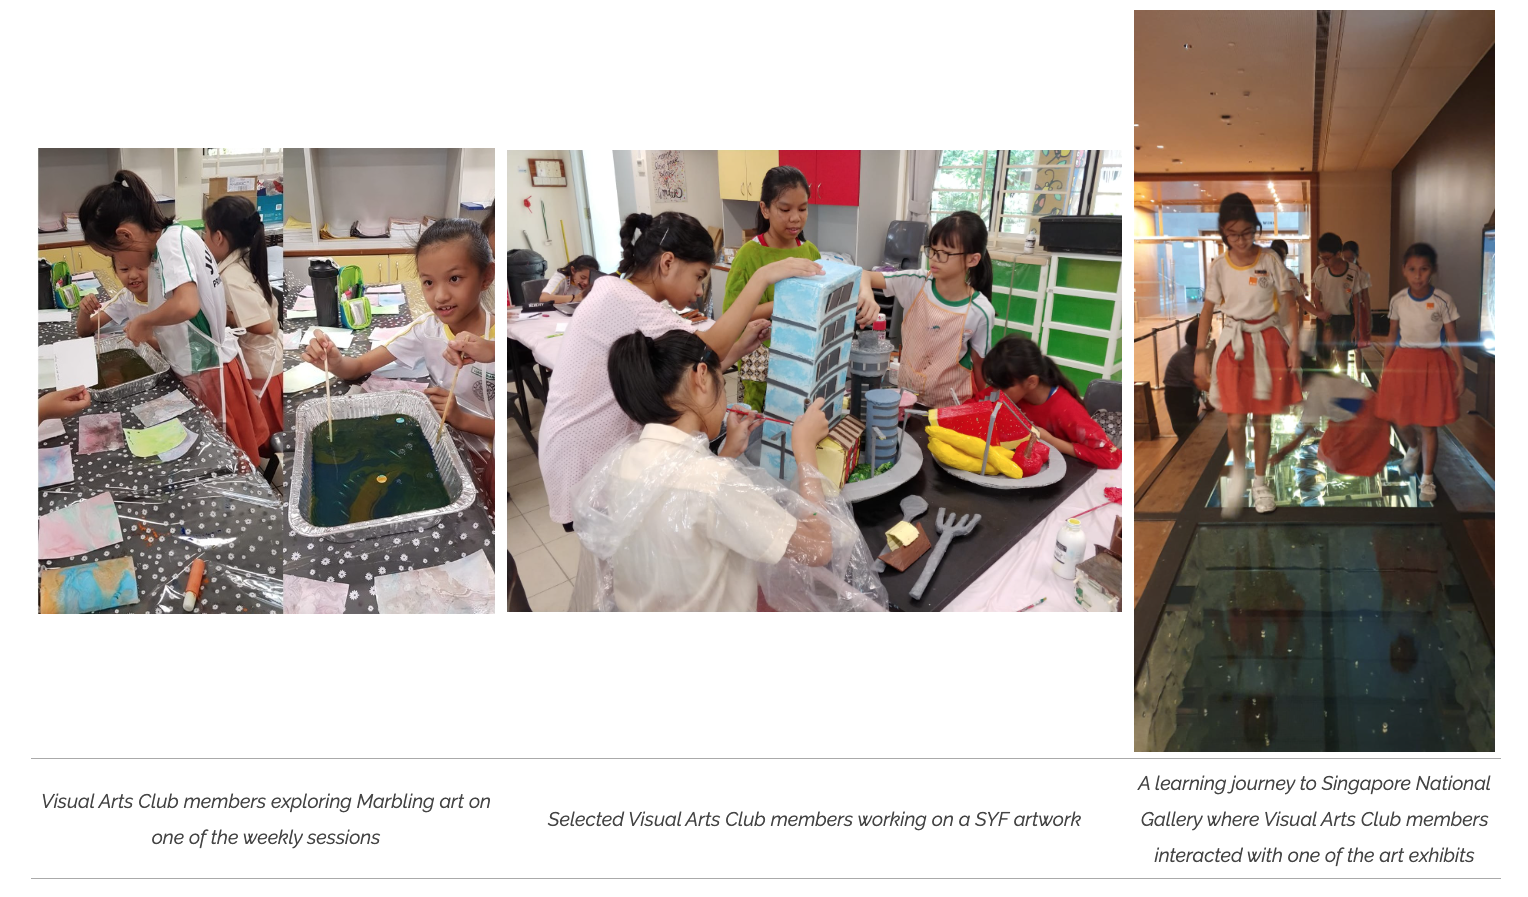 Visual Arts Club members exploring Marbling art on
one of the weekly sessions
Selected Visual Arts Club members working on a SYF artwork
A learning journey to Singapore National
Gallery where Visual Arts Club members
interacted with one of the art exhibits